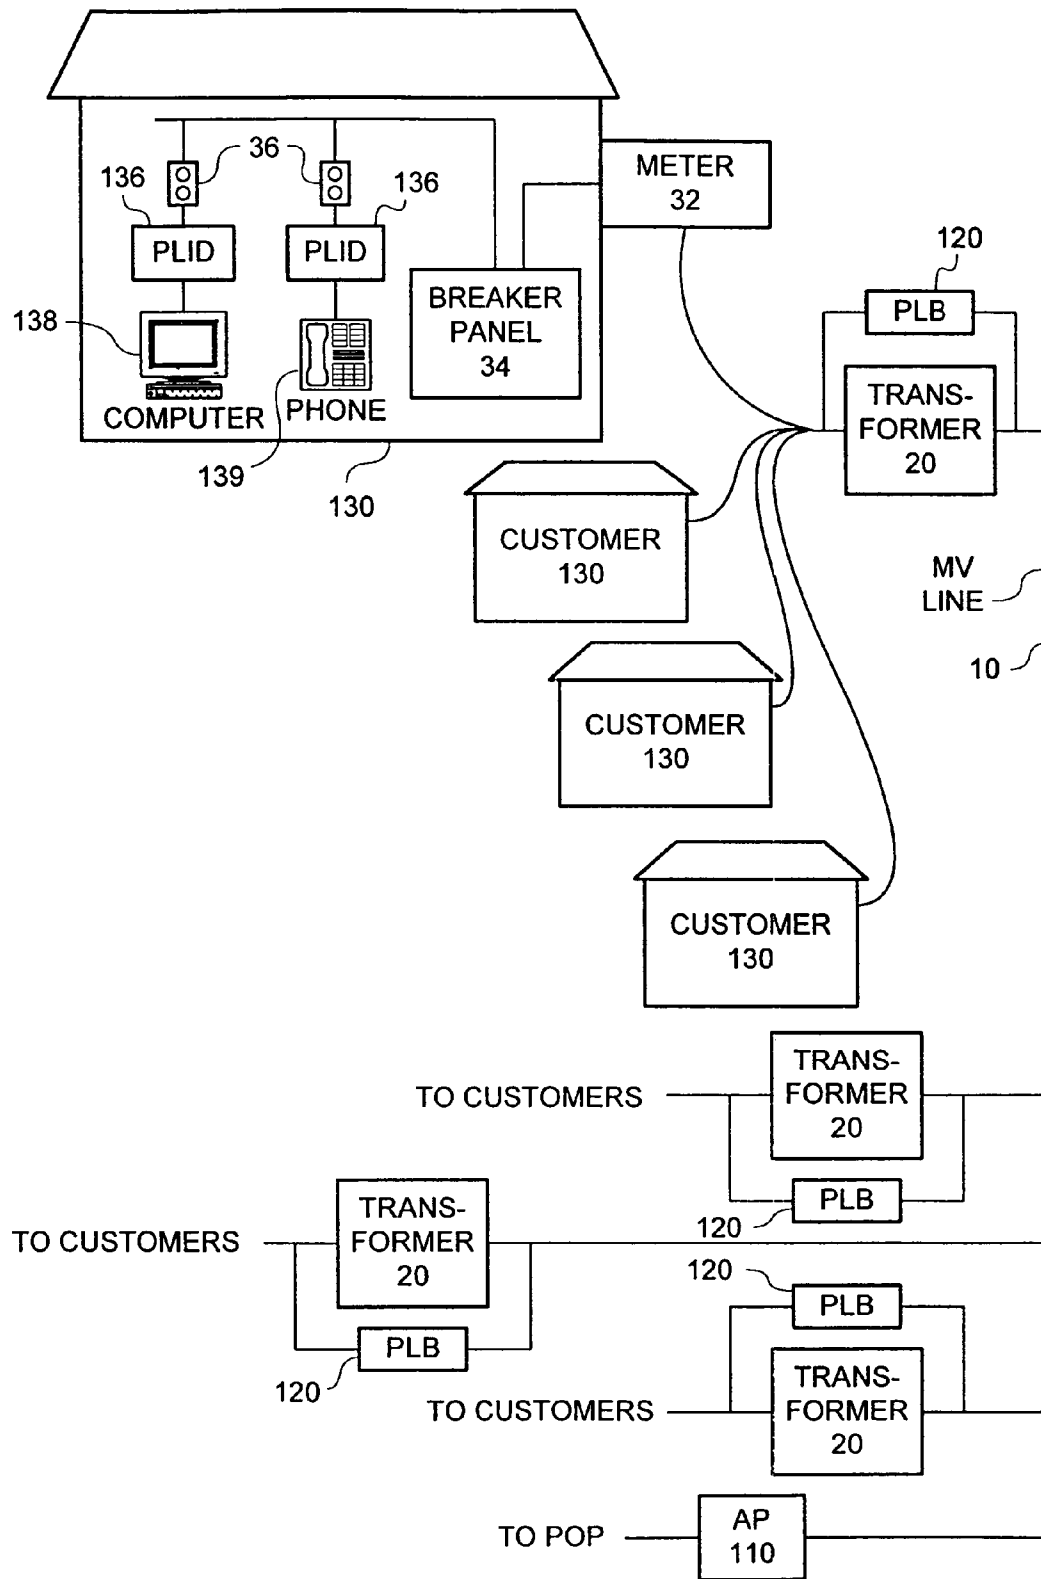 36
136
136
PLID
PLID
METER
32
120
PLB
BREAKER
PANEL
34
138
COMPUTER
PHONE
139
130
TRANS-
FORMER
20
CUSTOMER
130
MV
LINE
10
CUSTOMER
130
CUSTOMER
130
TO CUSTOMERS
TRANS-
FORMER
20
PLB
120
TO CUSTOMERS
TRANS-
FORMER
20
PLB
120
120
PLB
TO CUSTOMERS
TRANS-
FORMER
20
TO POP
AP
110